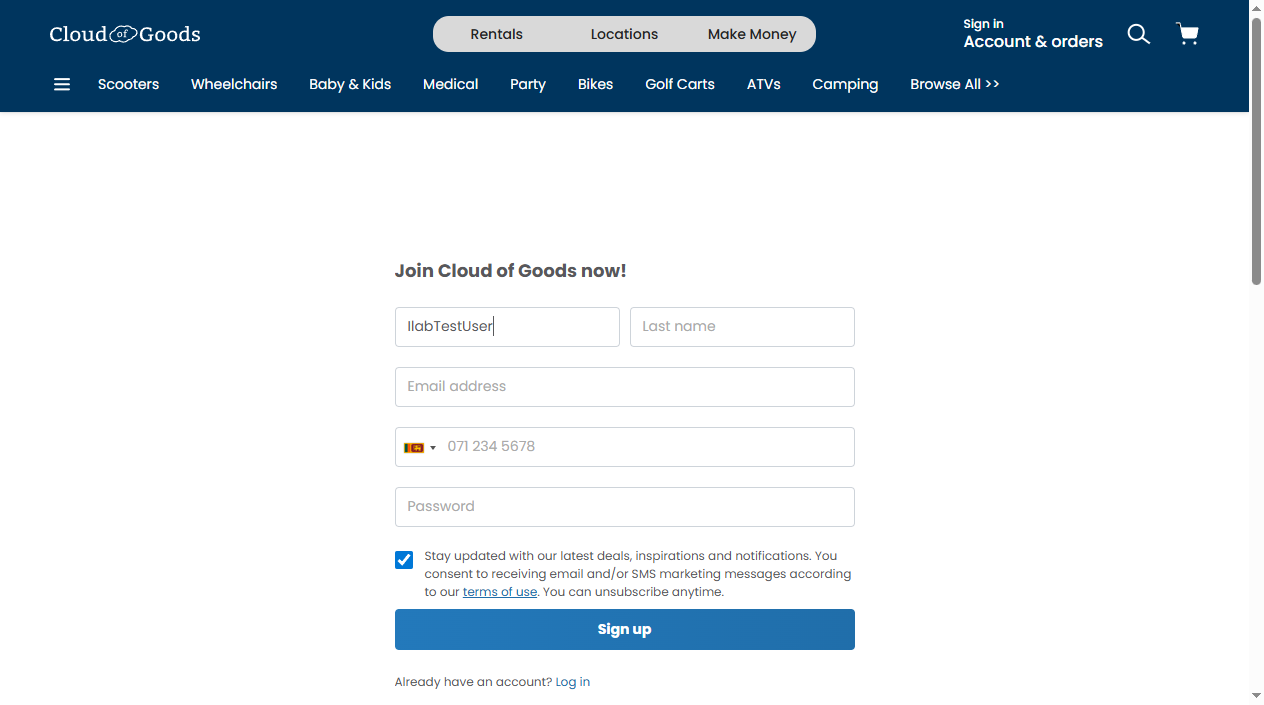 Cloud of Goods
Rentals Locations Make Money
Sign in
Account & orders
Scooters Wheelchairs Baby & Kids Medical Party Bikes Golf Carts ATVs Camping Browse All >>
Join Cloud of Goods now!
IlabTestUser
Last name
Email address
071 234 5678
Password
Stay updated with our latest deals, inspirations and notifications. You
consent to receiving email and/or SMS marketing messages according
to our terms of use. You can unsubscribe anytime.
Sign up
Already have an account? Log in